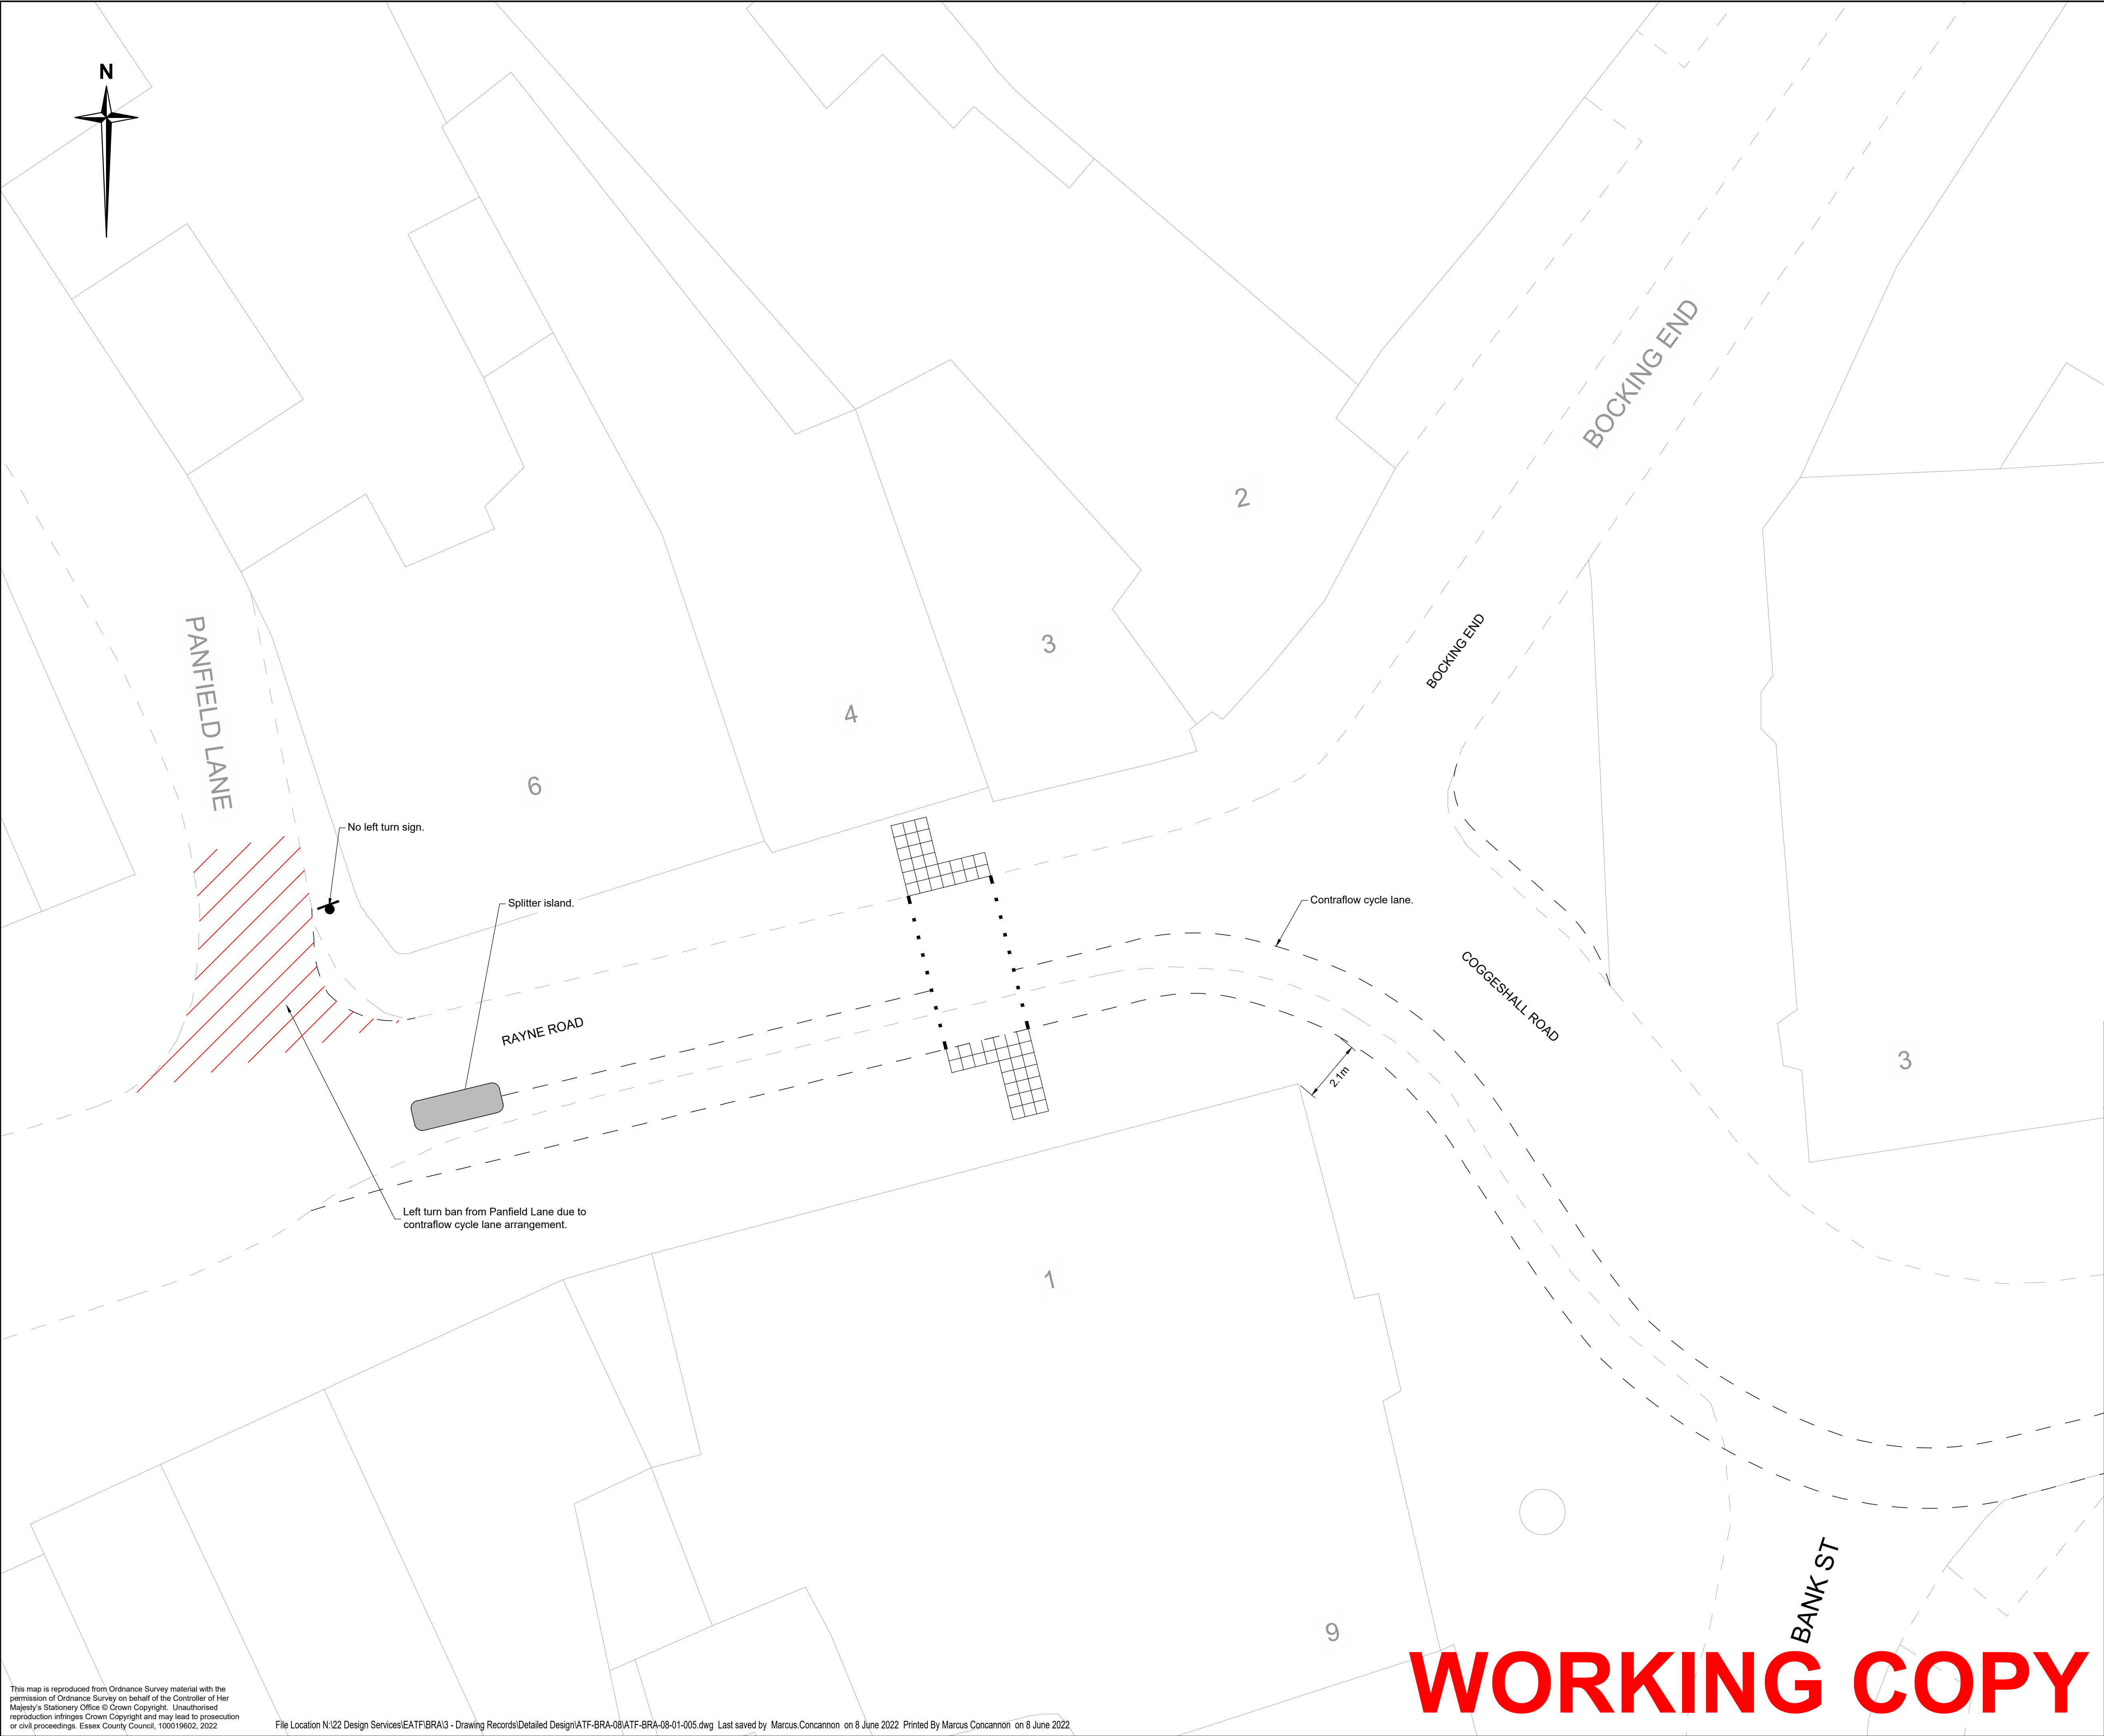 N
BOCKING END
2
BOCKING END
3
4
PANFIELD LANE
6
No left turn sign.
Splitter island.
Contraflow cycle lane.
COGGESHALL ROAD
RAYNE ROAD
3
2.1m
Left turn ban from Panfield Lane due to
contraflow cycle lane arrangement.
1
BANK ST
9
WORKING COPY
This map is reproduced from Ordnance Survey material with the
permission of Ordnance Survey on behalf of the Controller of Her
Majesty's Stationery Office © Crown Copyright. Unauthorised
reproduction infringes Crown Copyright and may lead to prosecution
or civil proceedings. Essex County Council, 100019602, 2022
File Location N:\22 Design Services\EATF\BRA\3 - Drawing Records\Detailed Design\ATF-BRA-08\ATF-BRA-08-01-005.dwg Last saved by Marcus.Concannon on 8 June 2022 Printed By Marcus Concannon on 8 June 2022